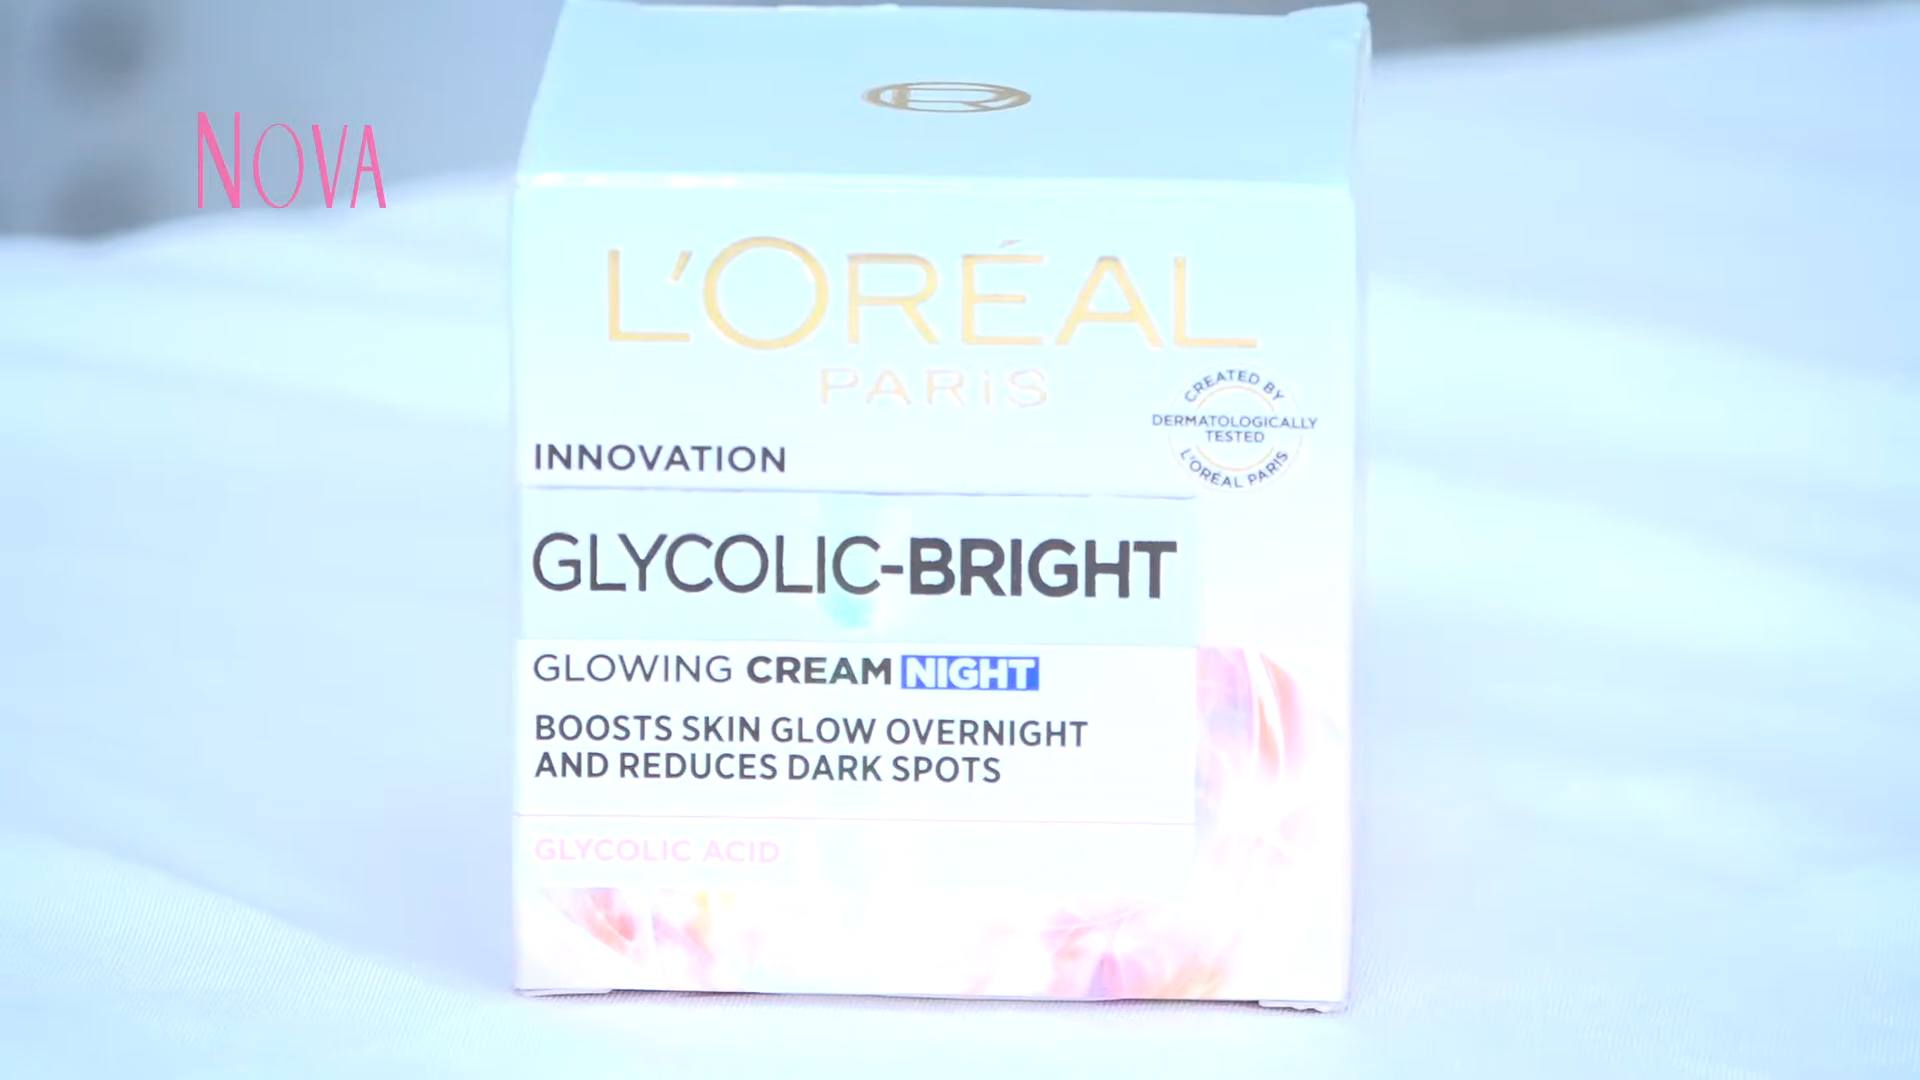 NOVA
L'ORÉAL
PARiS
CREATED BY
DERMATOLOGICALLY
TESTED
L'ORÉAL PARIS
INNOVATION
GLYCOLIC-BRIGHT
GLOWING CREAM NIGHT
BOOSTS SKIN GLOW OVERNIGHT
AND REDUCES DARK SPOTS
GLYCOLIC ACID